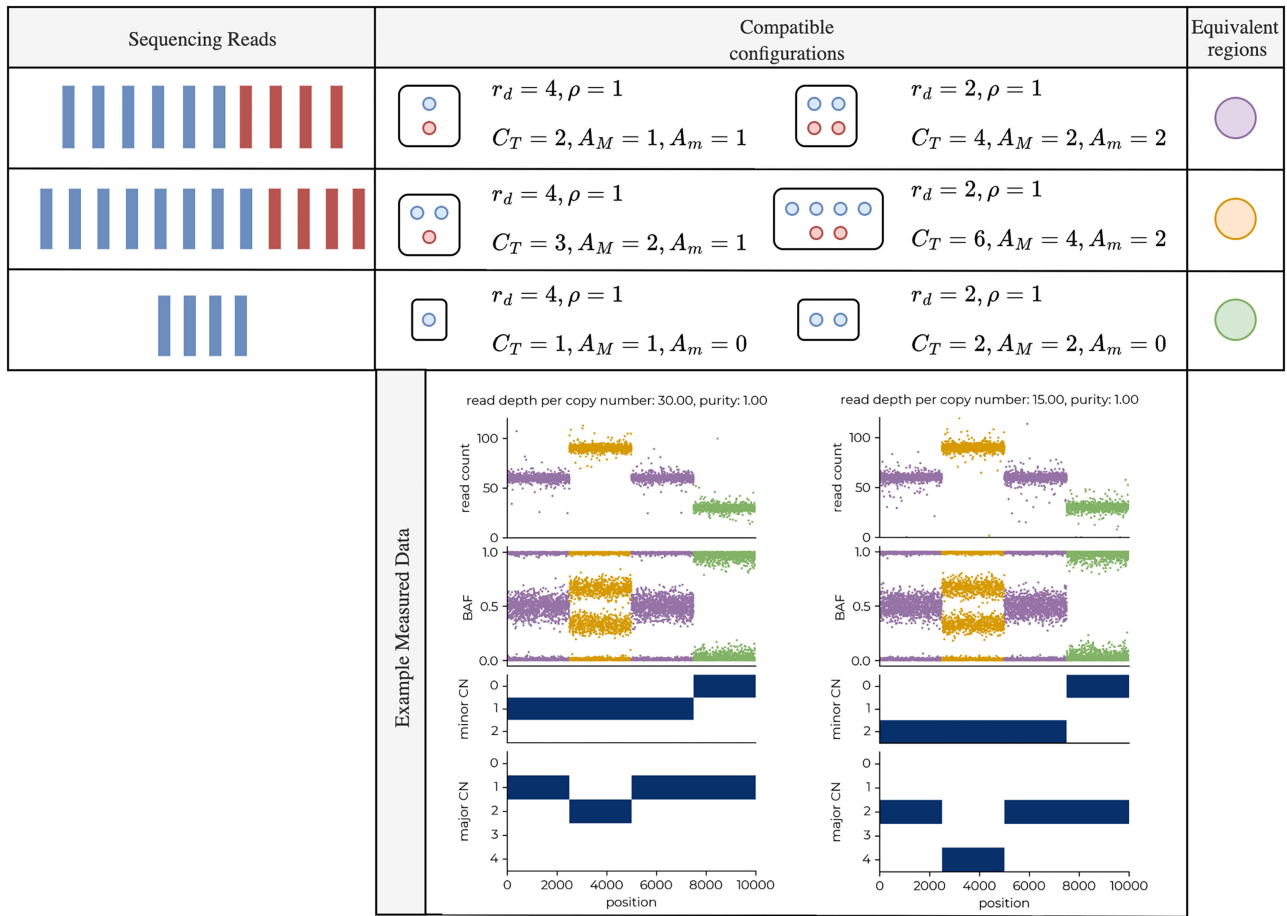 Sequencing Reads
Compatible
configurations
Equivalent
regions
r_d = 4, ρ = 1
C_T = 2, A_M = 1, A_m = 1
r_d = 2, ρ = 1
C_T = 4, A_M = 2, A_m = 2
r_d = 4, ρ = 1
C_T = 3, A_M = 2, A_m = 1
r_d = 2, ρ = 1
C_T = 6, A_M = 4, A_m = 2
r_d = 4, ρ = 1
C_T = 1, A_M = 1, A_m = 0
r_d = 2, ρ = 1
C_T = 2, A_M = 2, A_m = 0
Example Measured Data
read depth per copy number: 30.00, purity: 1.00
read count
100
50
0
BAF
1.0
0.5
0.0
minor CN
0
1
2
major CN
0
1
2
3
4
0 2000 4000 6000 8000 10000
position
read depth per copy number: 15.00, purity: 1.00
read count
100
50
0
BAF
1.0
0.5
0.0
minor CN
0
1
2
major CN
0
1
2
3
4
0 2000 4000 6000 8000 10000
position